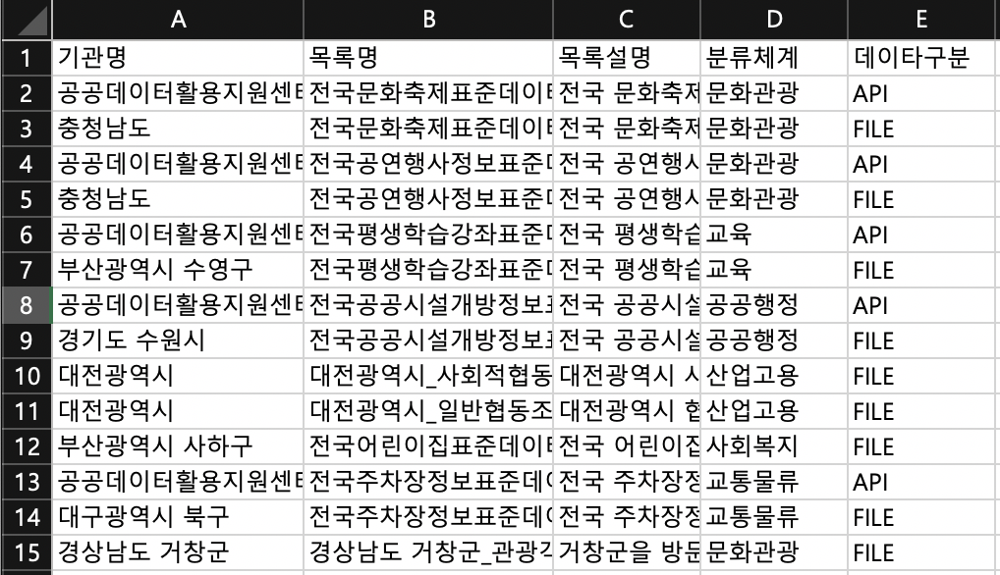 A B C D E
1 기관명 목록명 목록설명 분류체계 데이타구분
2 공공데이터활용지원센 전국문화축제표준데이 전국 문화축제 문화관광 API
3 충청남도 전국문화축제표준데이 전국 문화축제 문화관광 FILE
4 공공데이터활용지원센 전국공연행사정보표준 전국 공연행사 문화관광 API
5 충청남도 전국공연행사정보표준 전국 공연행사 문화관광 FILE
6 공공데이터활용지원센 전국평생학습강좌표준 전국 평생학습 교육 API
7 부산광역시 수영구 전국평생학습강좌표준 전국 평생학습 교육 FILE
8 공공데이터활용지원센 전국공공시설개방정보 전국 공공시설 공공행정 API
9 경기도 수원시 전국공공시설개방정보 전국 공공시설 공공행정 FILE
10 대전광역시 대전광역시_사회적협동 대전광역시 산업고용 FILE
11 대전광역시 대전광역시_일반협동조 대전광역시 산업고용 FILE
12 부산광역시 사하구 전국어린이집표준데이 전국 어린이집 사회복지 FILE
13 공공데이터활용지원센 전국주차장정보표준데 전국 주차장정 교통물류 API
14 대구광역시 북구 전국주차장정보표준데 전국 주차장정 교통물류 FILE
15 경상남도 거창군 경상남도 거창군_관광 거창군을 방문 문화관광 FILE